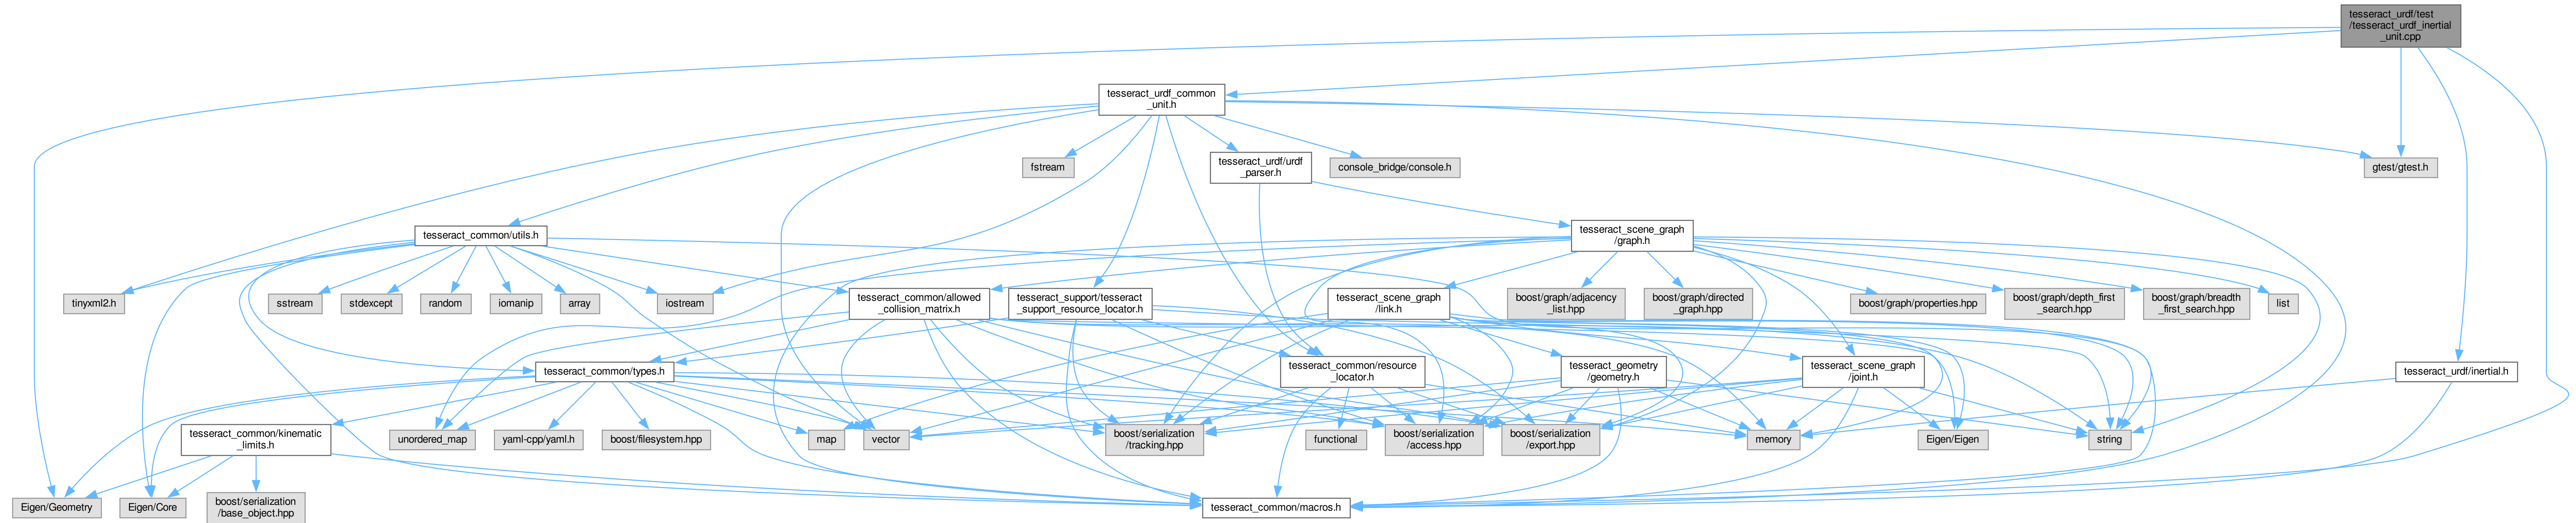 tesseract_urdf/test
/tesseract_urdf_inertial
_unit.cpp
tesseract_urdf_common
_unit.h
fstream
tesseract_urdf/urdf
_parser.h
console_bridge/console.h
gtest/gtest.h
tesseract_common/utils.h
tesseract_scene_graph
/graph.h
tinyxml2.h
sstream
stdexcept
random
iomanip
array
iostream
tesseract_common/allowed
_collision_matrix.h
tesseract_support/tesseract
_support_resource_locator.h
tesseract_scene_graph
/link.h
boost/graph/adjacency
_list.hpp
boost/graph/directed
_graph.hpp
boost/graph/properties.hpp
boost/graph/depth_first
_search.hpp
boost/graph/breadth
_first_search.hpp
list
tesseract_common/types.h
tesseract_common/resource
_locator.h
tesseract_geometry
/geometry.h
tesseract_scene_graph
/joint.h
tesseract_urdf/inertial.h
tesseract_common/kinematic
_limits.h
unordered_map
yaml-cpp/yaml.h
boost/filesystem.hpp
map
vector
boost/serialization
/tracking.hpp
functional
boost/serialization
/access.hpp
boost/serialization
/export.hpp
memory
Eigen/Eigen
string
Eigen/Geometry
Eigen/Core
boost/serialization
/base_object.hpp
tesseract_common/macros.h